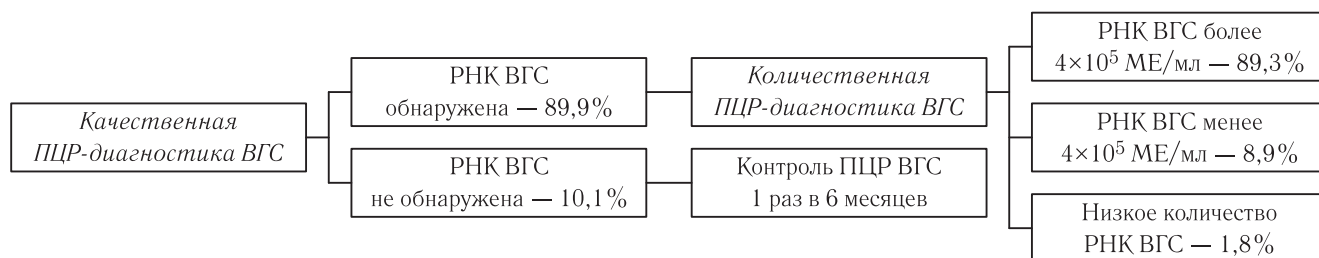 Качественная
ПЦР-диагностика ВГС
РНК ВГС
обнаружена — 89,9%
РНК ВГС
не обнаружена — 10,1%
Количественная
ПЦР-диагностика ВГС
Контроль ПЦР ВГС
1 раз в 6 месяцев
РНК ВГС более
4×10⁵ МЕ/мл — 89,3%
РНК ВГС менее
4×10⁵ МЕ/мл — 8,9%
Низкое количество
РНК ВГС — 1,8%